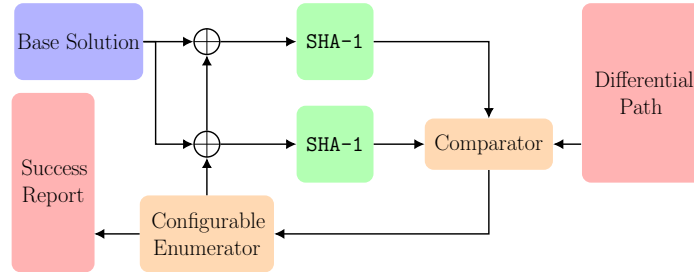 Base Solution
SHA-1
Differential
Path
SHA-1
Comparator
Success
Report
Configurable
Enumerator